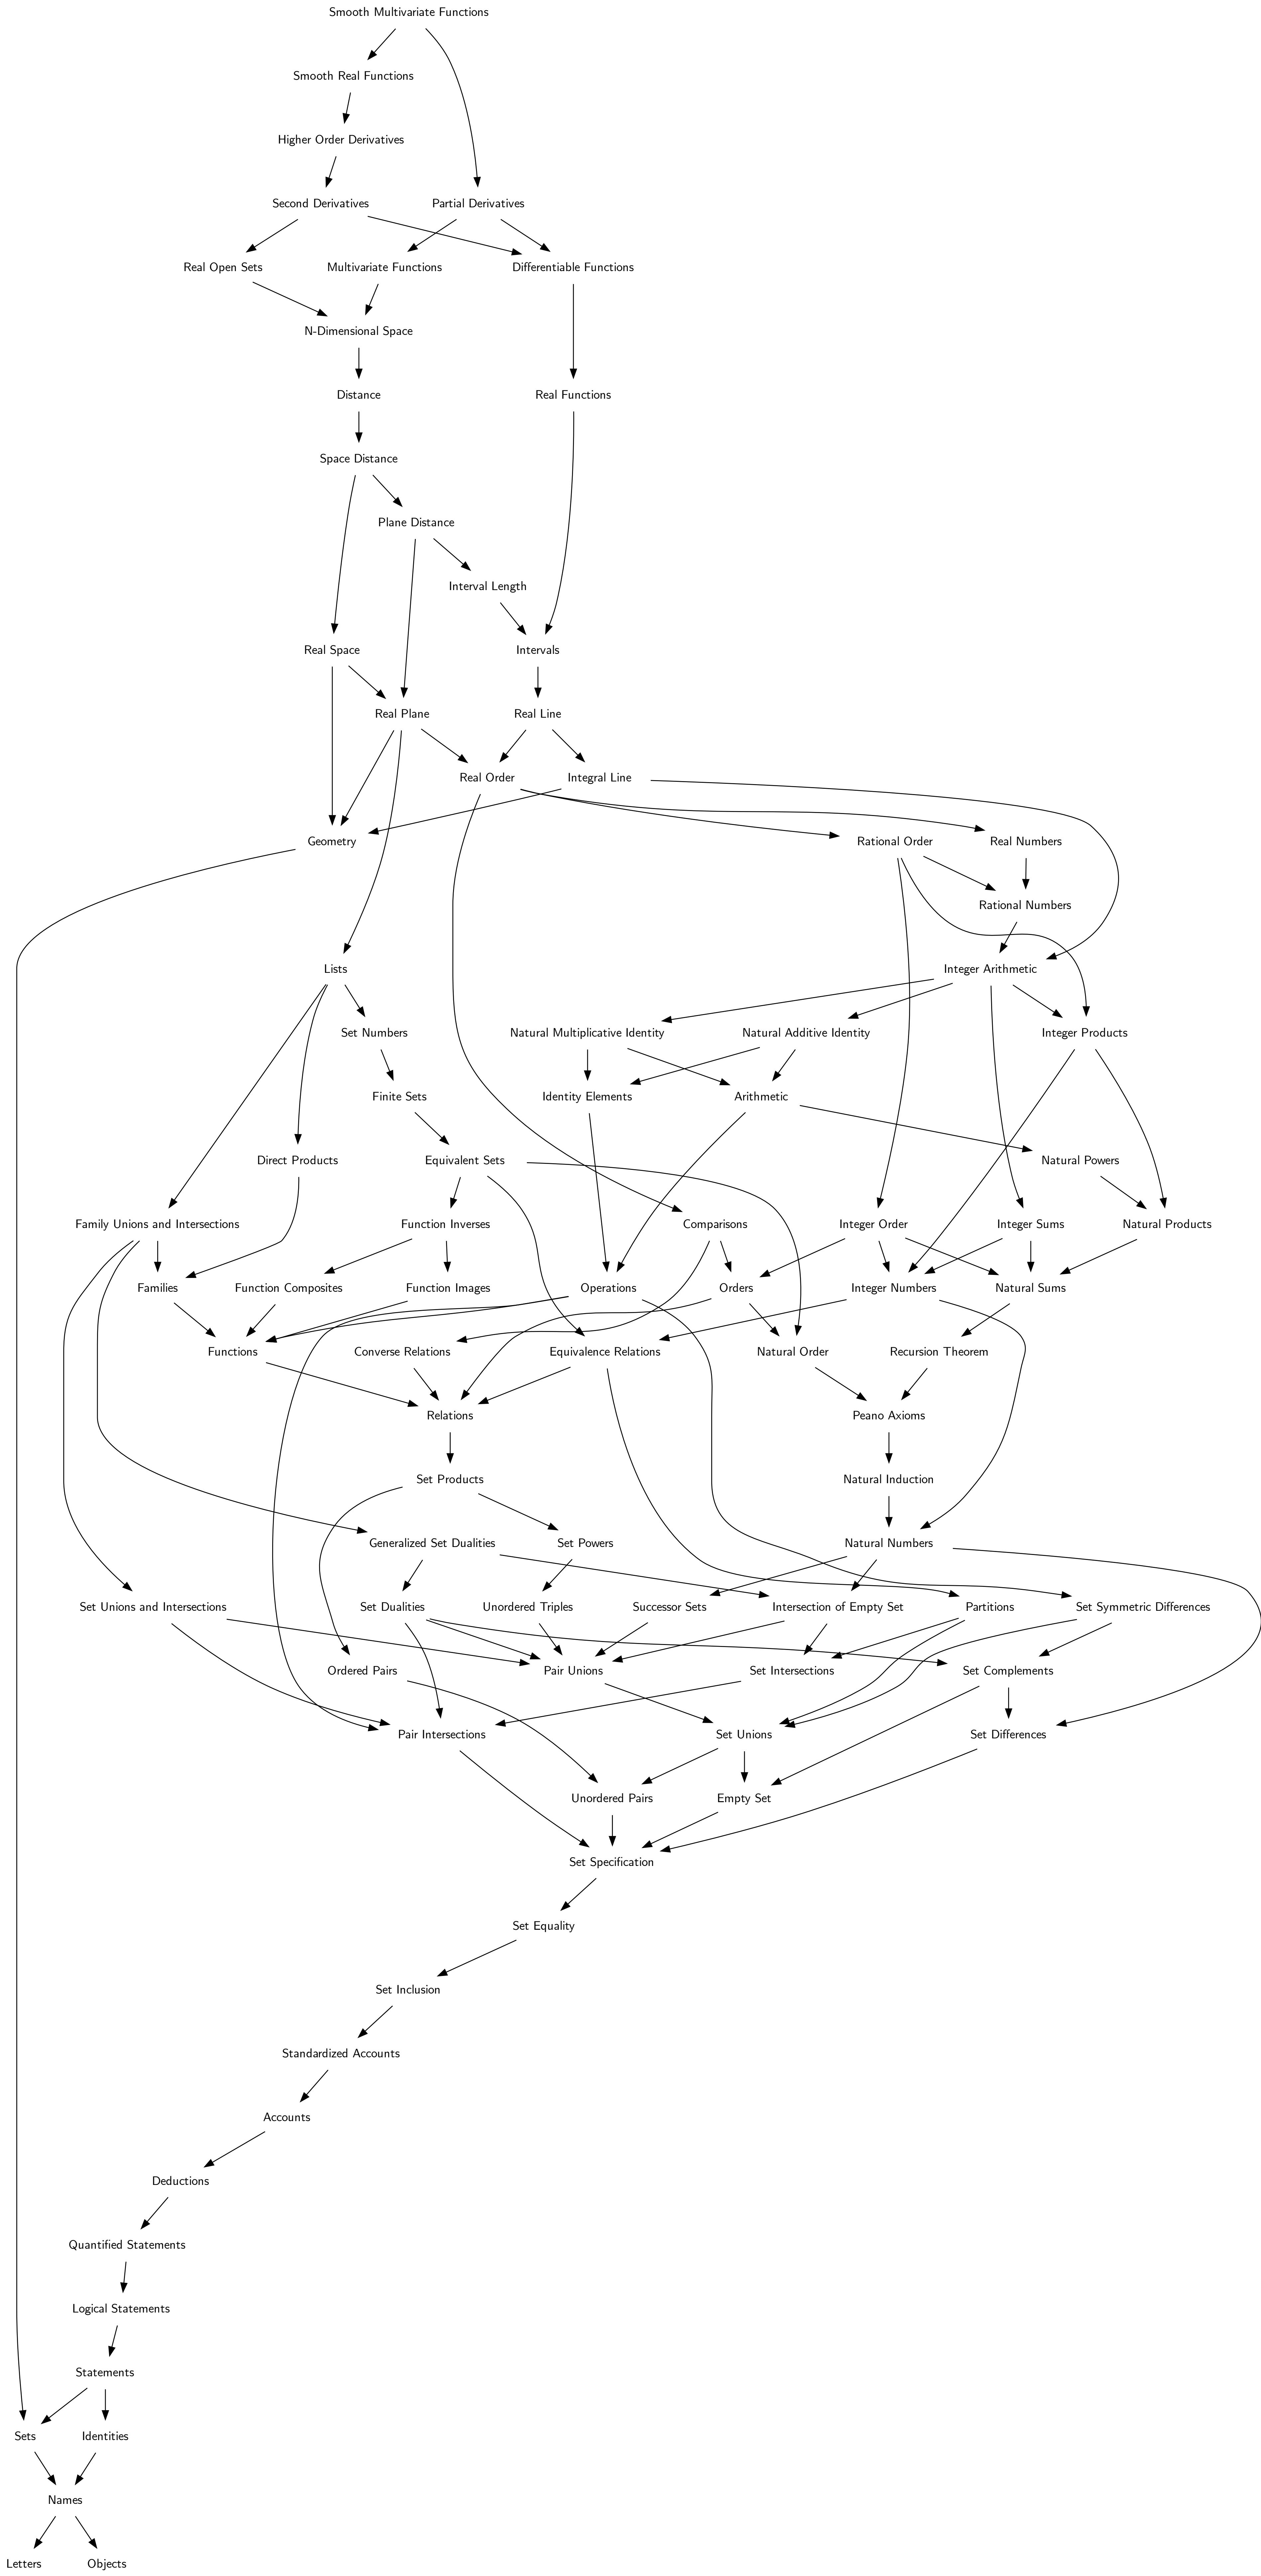 Smooth Multivariate Functions
Smooth Real Functions
Higher Order Derivatives
Second Derivatives
Partial Derivatives
Real Open Sets
Multivariate Functions
Differentiable Functions
N-Dimensional Space
Distance
Real Functions
Space Distance
Plane Distance
Interval Length
Real Space
Intervals
Real Plane
Real Line
Real Order
Integral Line
Geometry
Rational Order
Real Numbers
Rational Numbers
Lists
Integer Arithmetic
Set Numbers
Natural Multiplicative Identity
Natural Additive Identity
Integer Products
Finite Sets
Identity Elements
Arithmetic
Direct Products
Equivalent Sets
Natural Powers
Family Unions and Intersections
Function Inverses
Comparisons
Integer Order
Integer Sums
Natural Products
Families
Function Composites
Function Images
Operations
Orders
Integer Numbers
Natural Sums
Functions
Converse Relations
Equivalence Relations
Natural Order
Recursion Theorem
Relations
Peano Axioms
Set Products
Natural Induction
Generalized Set Dualities
Set Powers
Natural Numbers
Set Unions and Intersections
Set Dualities
Unordered Triples
Successor Sets
Intersection of Empty Set
Partitions
Set Symmetric Differences
Ordered Pairs
Pair Unions
Set Intersections
Set Complements
Pair Intersections
Set Unions
Set Differences
Unordered Pairs
Empty Set
Set Specification
Set Equality
Set Inclusion
Standardized Accounts
Accounts
Deductions
Quantified Statements
Logical Statements
Statements
Sets
Identities
Names
Letters
Objects